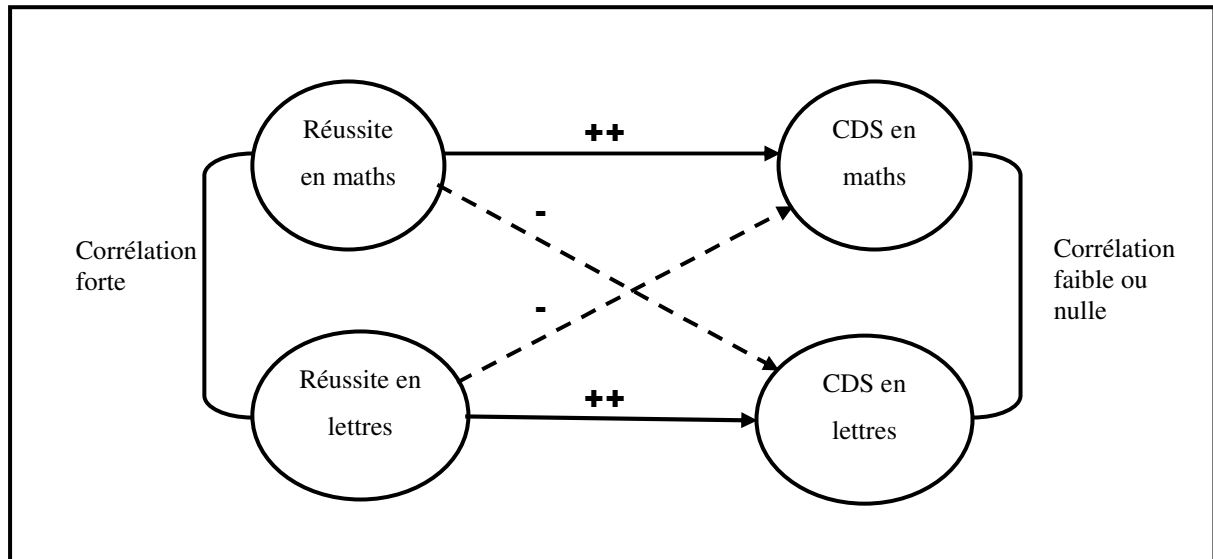 Réussite
en maths
++
CDS en
maths
-
Corrélation
forte
Corrélation
faible ou
nulle
-
Réussite en
lettres
++
CDS en
lettres